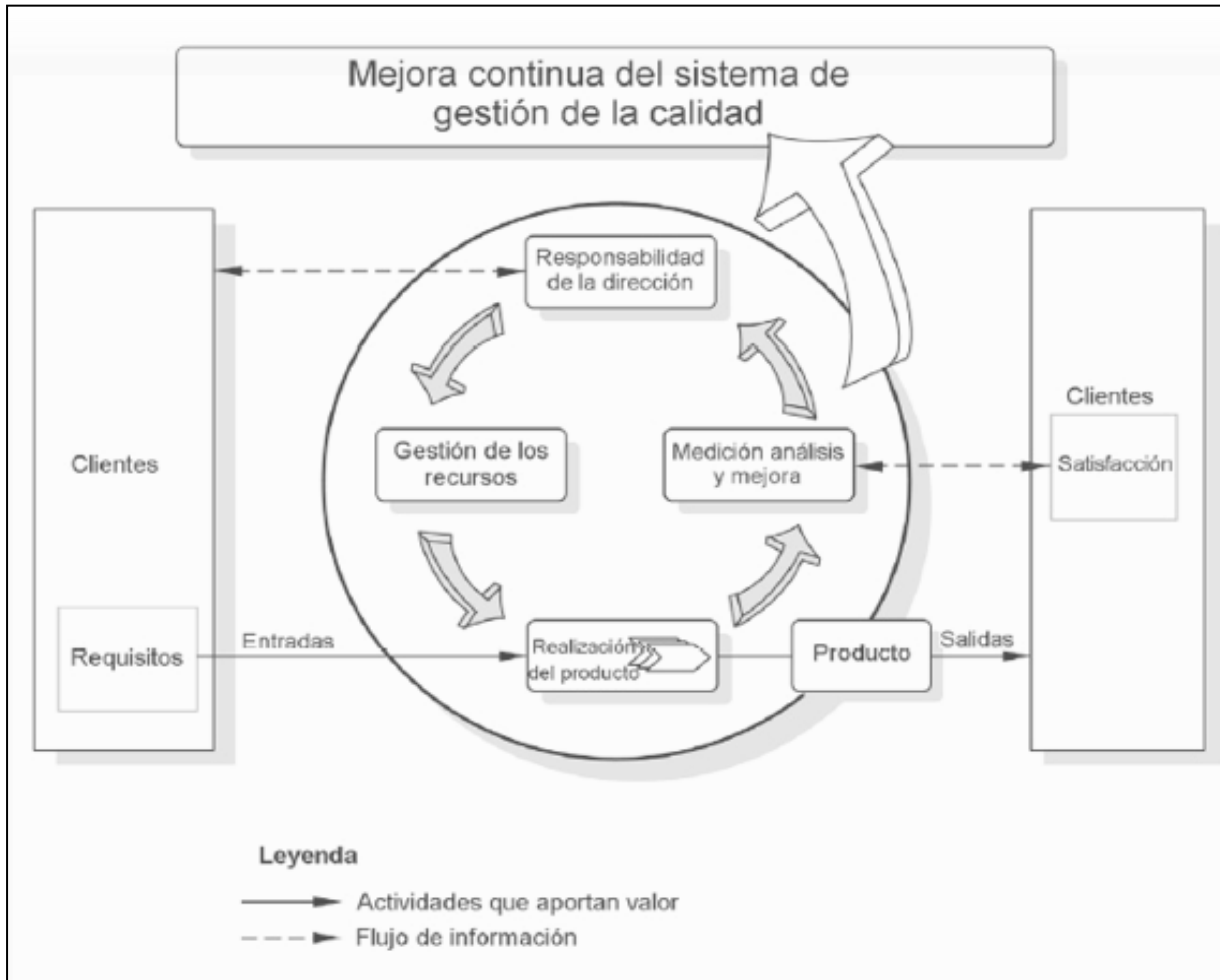 Mejora continua del sistema de
gestión de la calidad
Responsabilidad
de la dirección
Clientes
Gestión de los
recursos
Medición análisis
y mejora
Clientes
Satisfacción
Requisitos
Entradas
Realización
del producto
Producto
Salidas
Leyenda
Actividades que aportan valor
Flujo de información